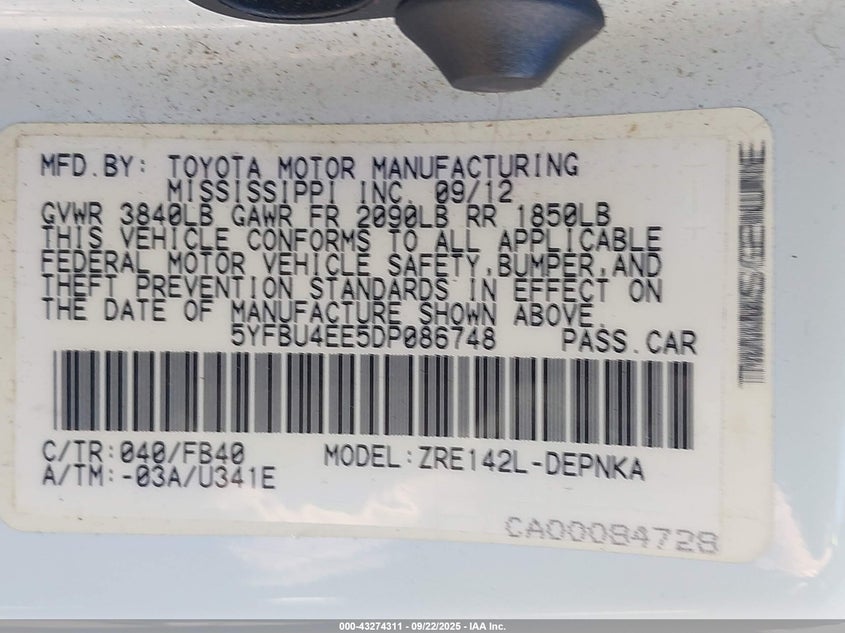 MFD.BY: TOYOTA MOTOR MANUFACTURING
MISSISSIPPI INC. 09/12
GVWR 3840LB GAWR FR 2090LB RR 1850LB
THIS VEHICLE CONFORMS TO ALL APPLICABLE
FEDERAL MOTOR VEHICLE SAFETY,BUMPER,AND
THEFT PREVENTION STANDARDS IN EFFECT ON
THE DATE OF MANUFACTURE SHOWN ABOVE.
5YFBU4EE5DP086748 PASS.CAR
C/TR:040/FB40 MODEL:ZRE142L-DEPNKA
A/TM:-03A/U341E
CA00084728
000-43274311 - 09/22/2025 - IAA Inc.